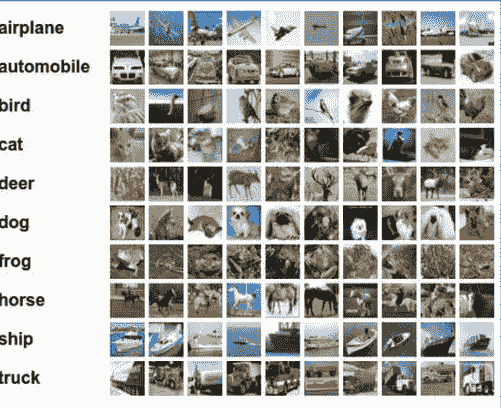 airplane
automobile
bird
cat
deer
dog
frog
horse
ship
truck